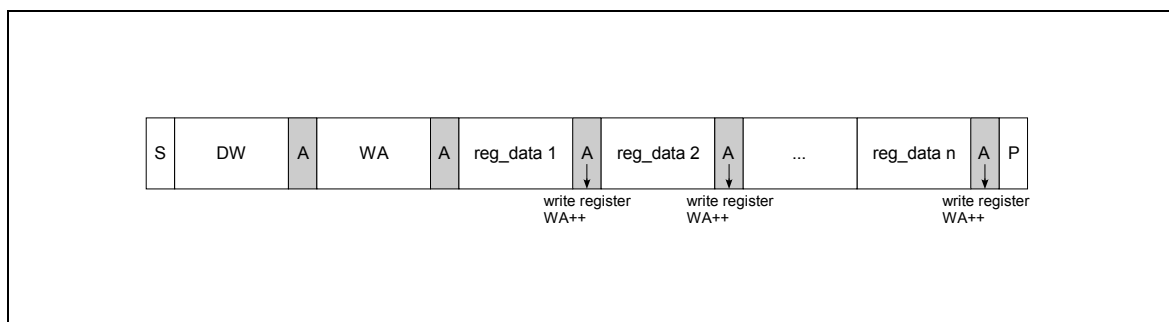 S DW A WA A reg_data 1 A reg_data 2 A ... reg_data n A P
write register write register write register
WA++ WA++ WA++